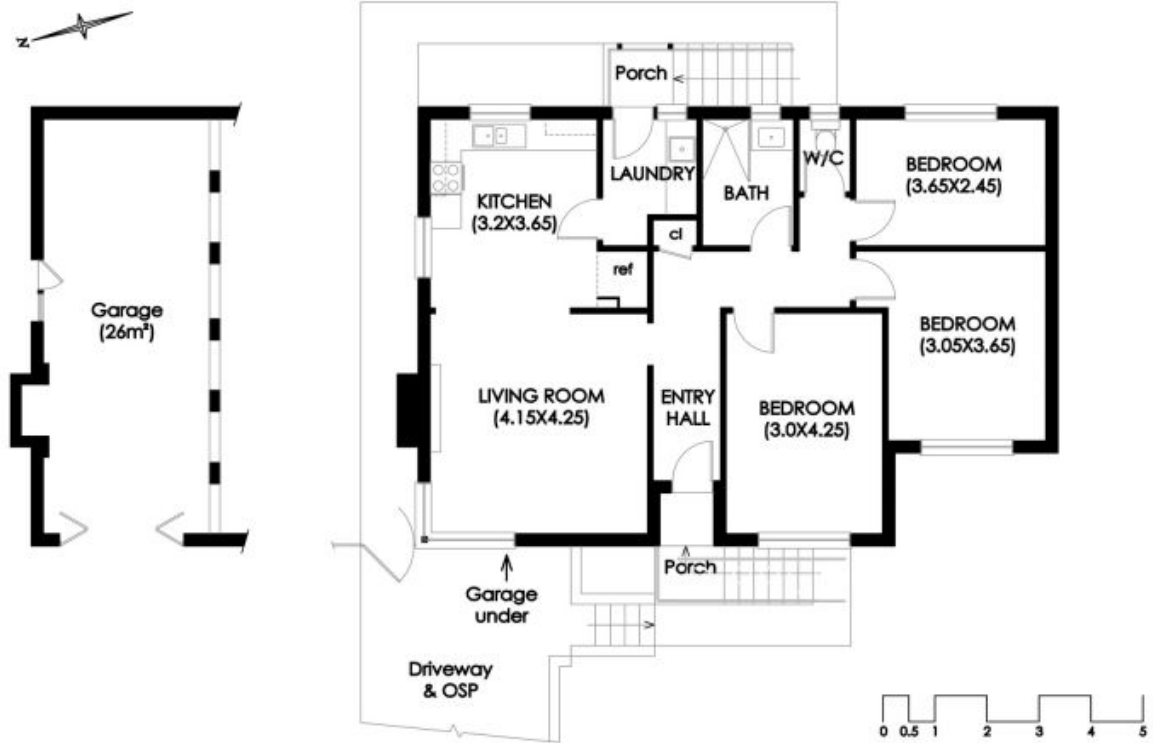 N
Garage
(26m²)
Porch
KITCHEN
(3.2X3.65)
LAUNDRY
BATH
W/C
BEDROOM
(3.65X2.45)
cl
ref
BEDROOM
(3.05X3.65)
LIVING ROOM
(4.15X4.25)
ENTRY
HALL
BEDROOM
(3.0X4.25)
Porch
Garage
under
Driveway
& OSP
0 0.5 1 2 3 4 5